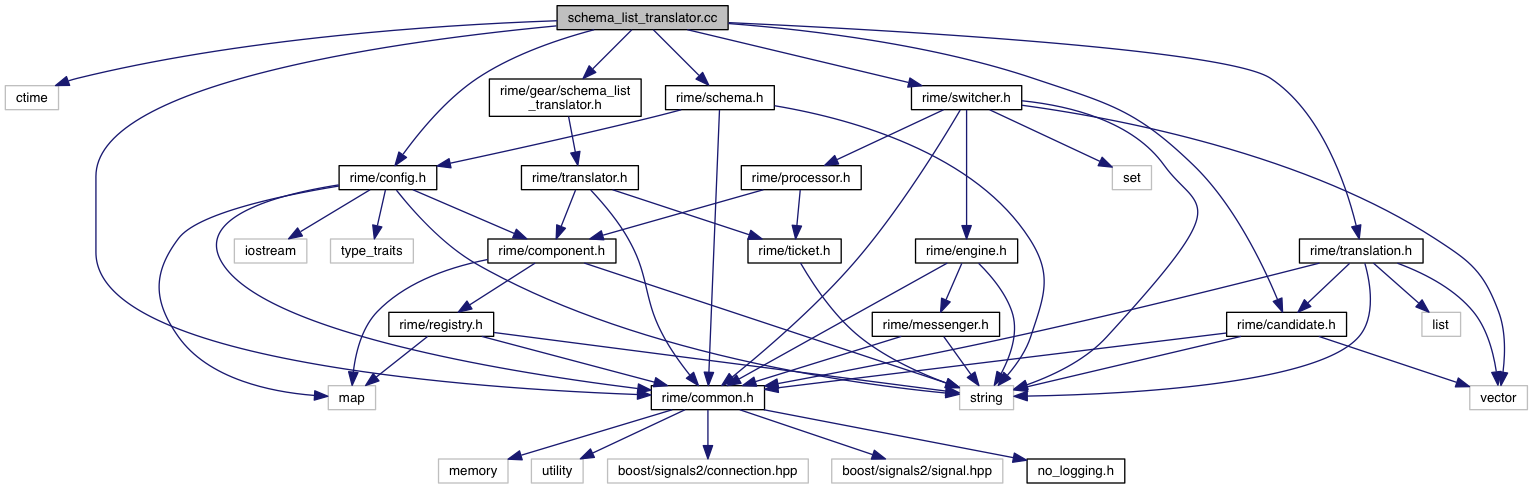 schema_list_translator.cc
ctime
rime/gear/schema_list
_translator.h
rime/schema.h
rime/switcher.h
rime/config.h
rime/translator.h
rime/processor.h
set
iostream
type_traits
rime/component.h
rime/ticket.h
rime/engine.h
rime/translation.h
rime/registry.h
rime/messenger.h
rime/candidate.h
list
map
rime/common.h
string
vector
memory
utility
boost/signals2/connection.hpp
boost/signals2/signal.hpp
no_logging.h